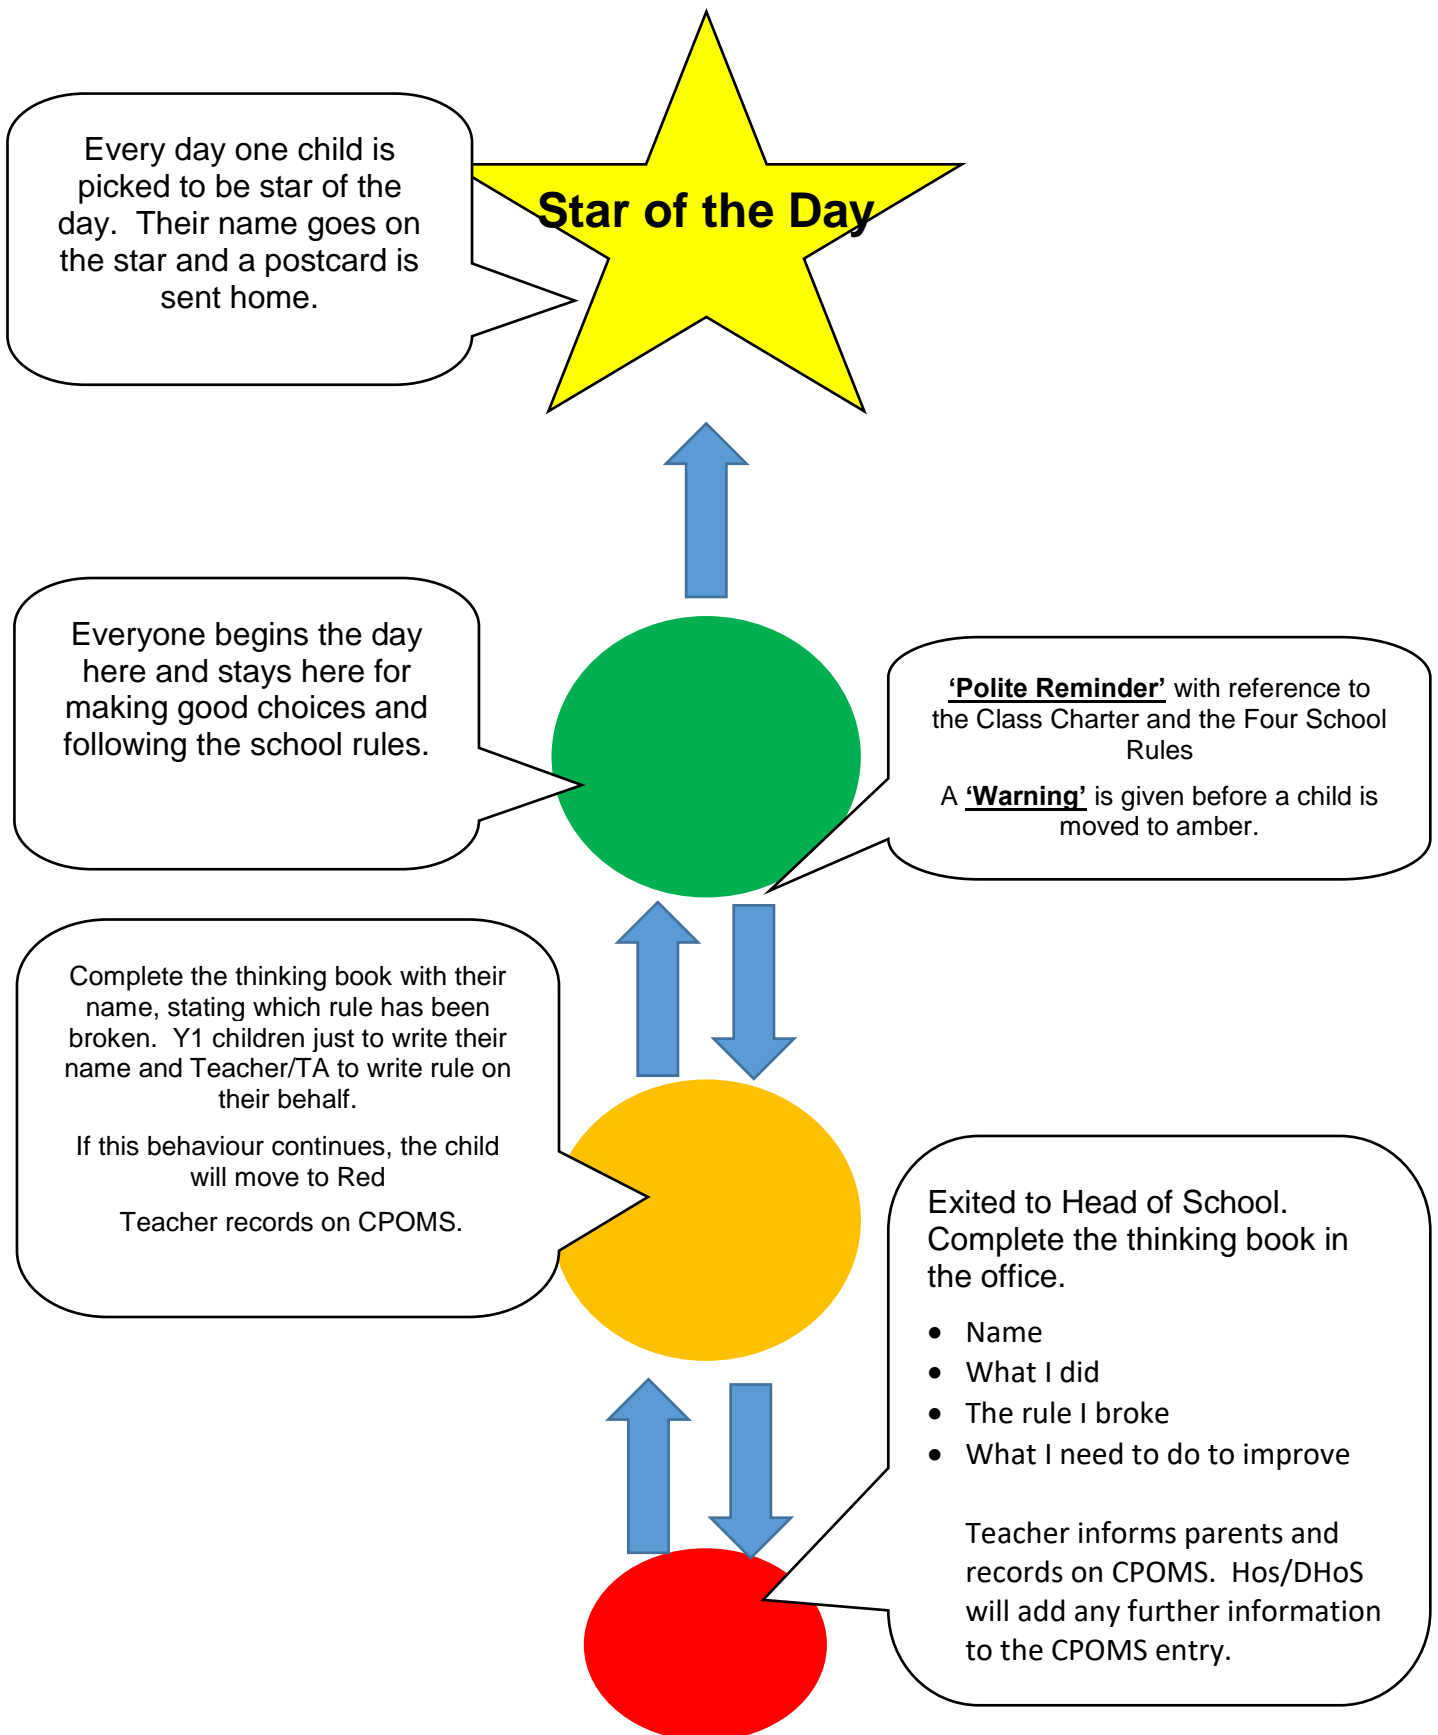 Star of the Day
Every day one child is
picked to be star of the
day.  Their name goes on
the star and a postcard is
sent home.
Everyone begins the day
here and stays here for
making good choices and
following the school rules.
‘Polite Reminder’ with reference to
the Class Charter and the Four School
Rules
A ‘Warning’ is given before a child is
moved to amber.
Complete the thinking book with their
name, stating which rule has been
broken.  Y1 children just to write their
name and Teacher/TA to write rule on
their behalf.
If this behaviour continues, the child
will move to Red
Teacher records on CPOMS.
Exited to Head of School.
Complete the thinking book in
the office.
• Name
• What I did
• The rule I broke
• What I need to do to improve
Teacher informs parents and
records on CPOMS.  Hos/DHoS
will add any further information
to the CPOMS entry.